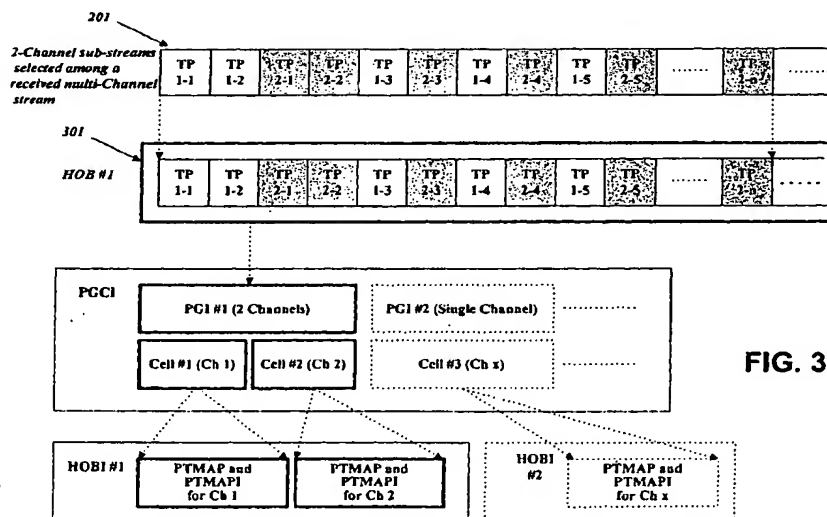 201
2-Channel sub-streams
selected among a
received multi-Channel
stream
TP 1-1 TP 1-2 TP 2-1 TP 2-2 TP 1-3 TP 2-3 TP 1-4 TP 2-4 TP 1-5 TP 2-5 ...... TP -n ......
301
HOB #1
TP 1-1 TP 1-2 TP 2-1 TP 2-2 TP 1-3 TP 2-3 TP 1-4 TP 2-4 TP 1-5 TP 2-5 ...... TP 2-n ......
PGCI
PGI #1 (2 Channels)
PGI #2 (Single Channel)
Cell #1 (Ch 1)
Cell #2 (Ch 2)
Cell #3 (Ch x)
FIG. 3
HOBI #1
PTMAP and
PTMAPI
for Ch 1
PTMAP and
PTMAPI
for Ch 2
HOBI
#2
PTMAP and
PTMAPI
for Ch x